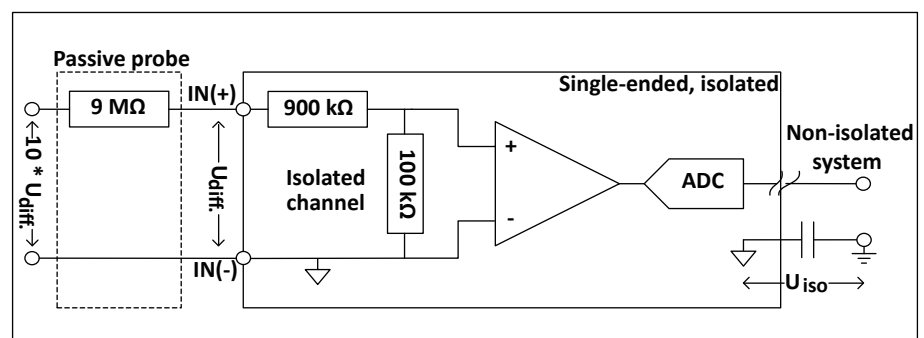 Passive probe
Single-ended, isolated
9 MΩ
IN(+)
900 kΩ
10 * Udiff.
Udiff.
Isolated
channel
100 kΩ
+
-
ADC
Non-isolated
system
IN(-)
Uiso